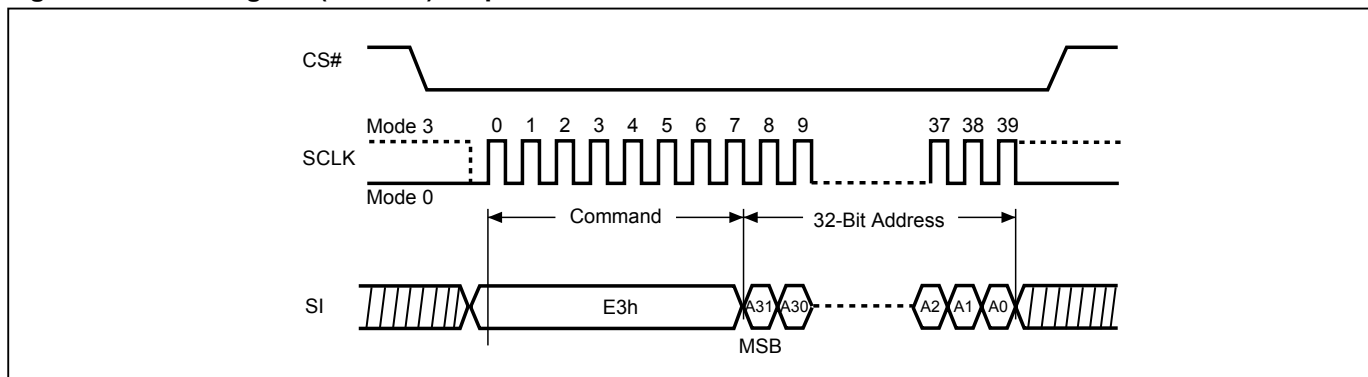 CS#
Mode 3
0 1 2 3 4 5 6 7 8 9 37 38 39
SCLK
Mode 0
Command 32-Bit Address
SI E3h A31 A30 A2 A1 A0
MSB